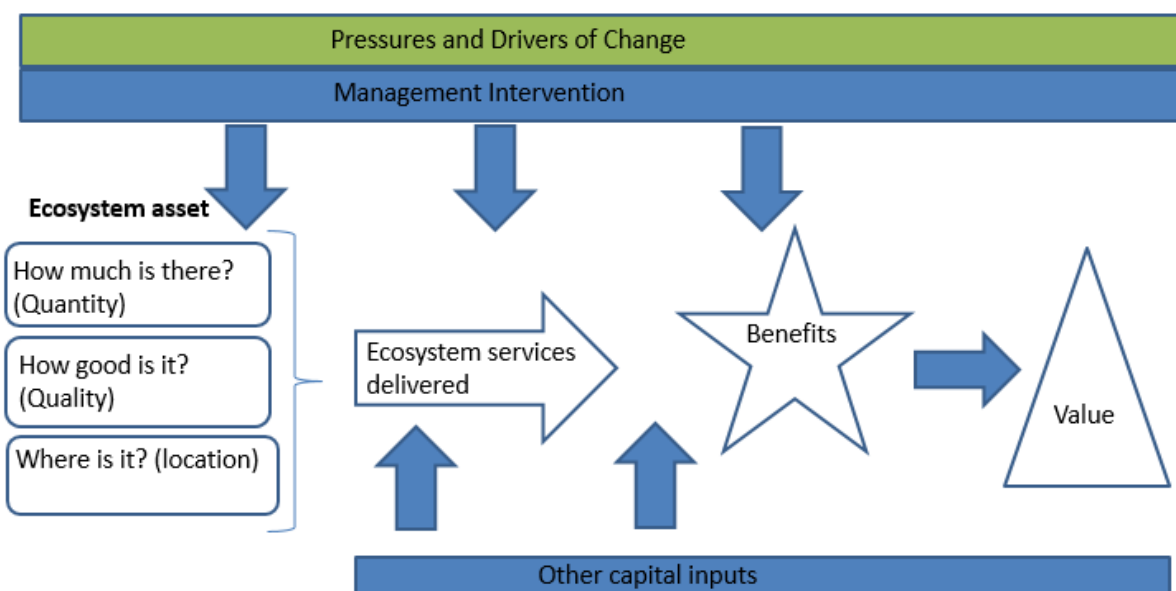 Pressures and Drivers of Change
Management Intervention
Ecosystem asset
How much is there?
(Quantity)
How good is it?
(Quality)
Where is it? (location)
Ecosystem services
delivered
Benefits
Value
Other capital inputs